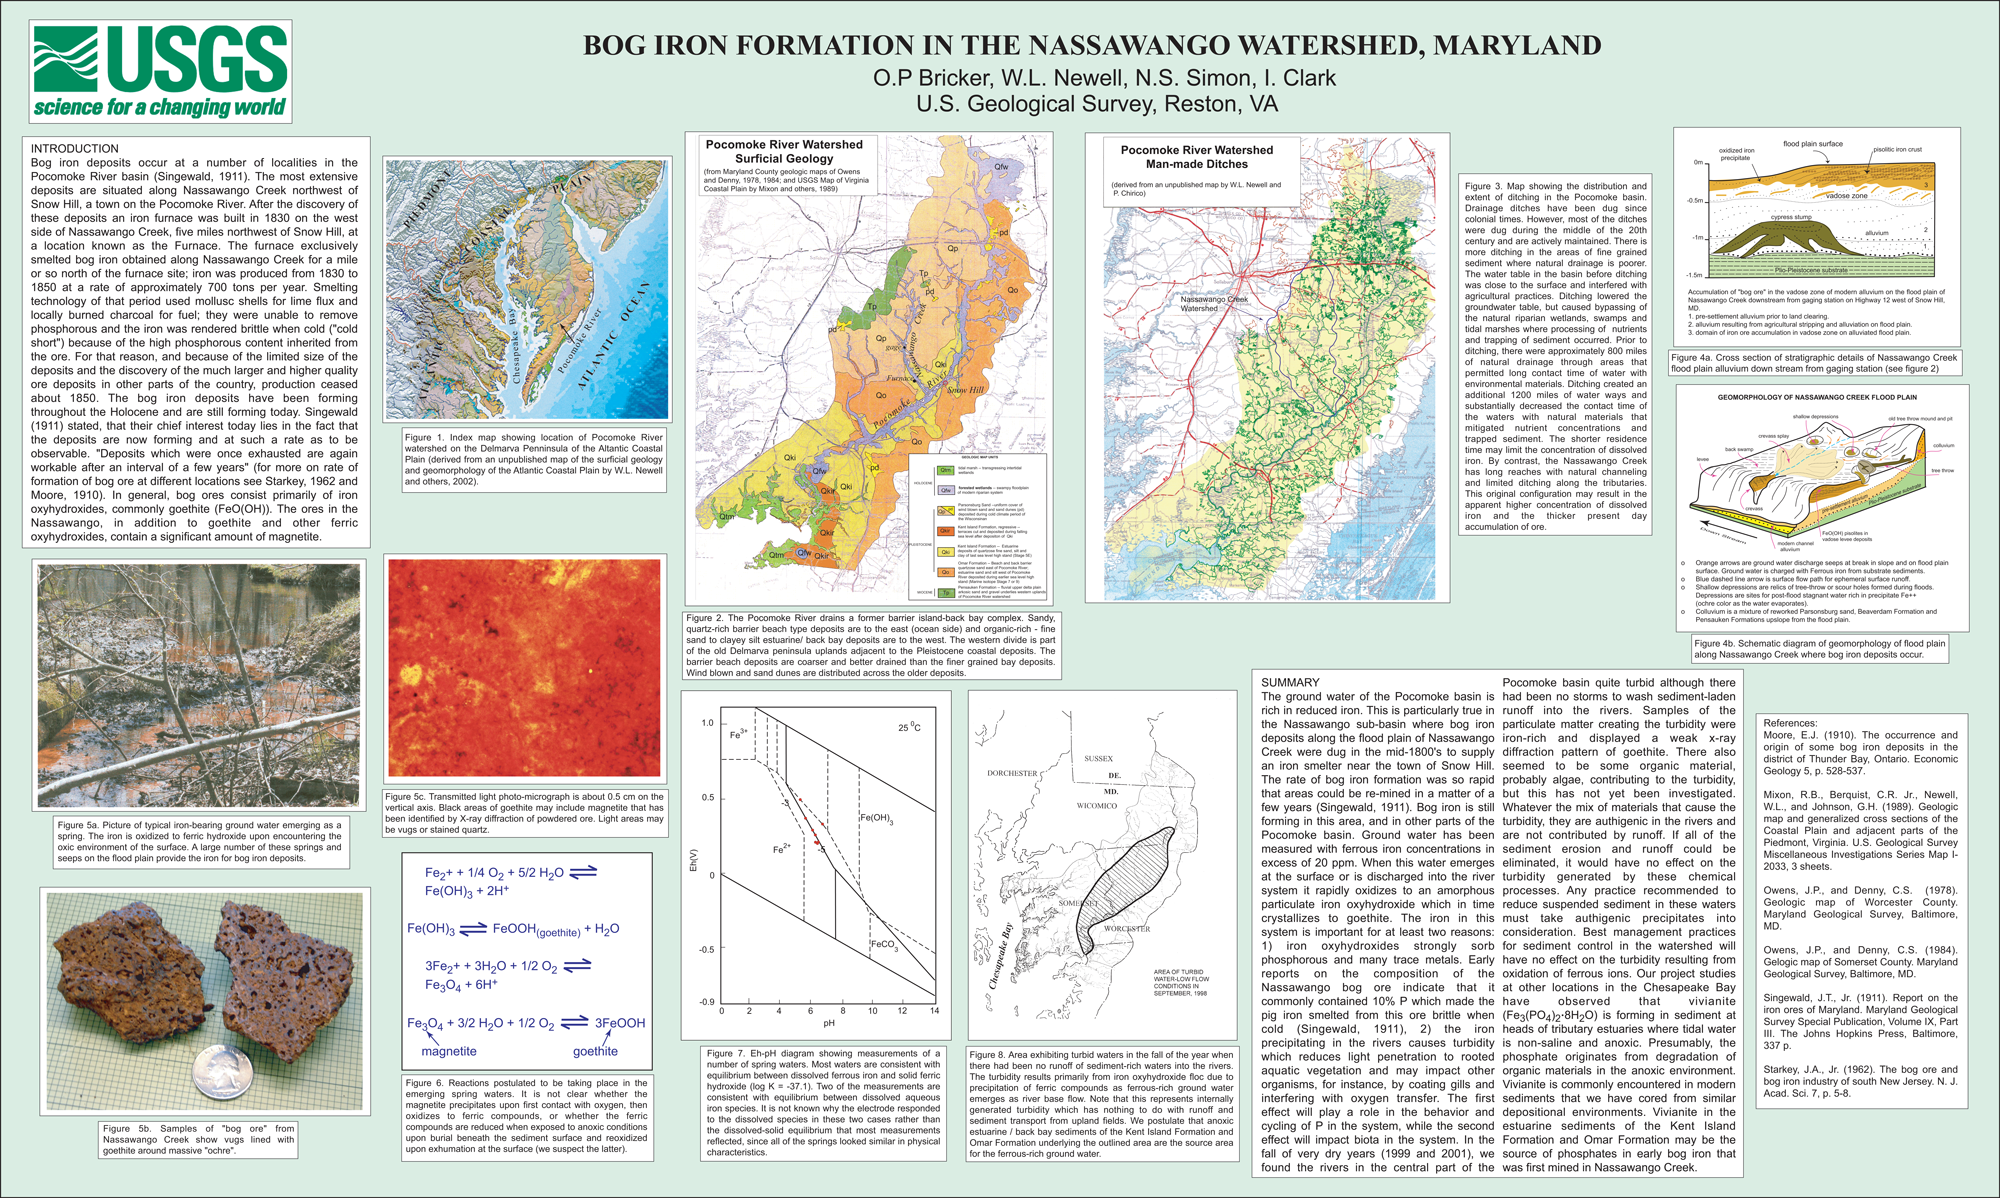 USGS
science for a changing world
BOG IRON FORMATION IN THE NASSAWANGO WATERSHED, MARYLAND
O.P Bricker, W.L. Newell, N.S. Simon, I. Clark
U.S. Geological Survey, Reston, VA
INTRODUCTION
Bog iron deposits occur at a number of localities in the
Pocomoke River basin (Singewald, 1911). The most extensive
deposits are situated along Nassawango Creek northwest of
Snow Hill, a town on the Pocomoke River. After the discovery of
these deposits an iron furnace was built in 1830 on the west
side of Nassawango Creek, five miles northwest of Snow Hill, at
a location known as the Furnace. The furnace exclusively
smelted bog iron obtained along Nassawango Creek for a mile
or so north of the furnace site; iron was produced from 1830 to
1850 at a rate of approximately 700 tons per year. Smelting
technology of that period used mollusc shells for lime flux and
locally burned charcoal for fuel; they were unable to remove
phosphorous and the iron was rendered brittle when cold ("cold
short") because of the high phosphorous content inherited from
the ore. For that reason, and because of the limited size of the
deposits and the discovery of the much larger and higher quality
ore deposits in other parts of the country, production ceased
about 1850. The bog iron deposits have been forming
throughout the Holocene and are still forming today. Singewald
(1911) stated, that their chief interest today lies in the fact that
the deposits are now forming and at such a rate as to be
observable. "Deposits which were once exhausted are again
workable after an interval of a few years" (for more on rate of
formation of bog ore at different locations see Starkey, 1962 and
Moore, 1910). In general, bog ores consist primarily of iron
oxyhydroxides, commonly goethite (FeO(OH)). The ores in the
Nassawango, in addition to goethite and other ferric
oxyhydroxides, contain a significant amount of magnetite.
PIEDMONT
COASTAL PLAIN
Chesapeake Bay
Pocomoke River
ATLANTIC OCEAN
Figure 1. Index map showing location of Pocomoke River
watershed on the Delmarva Penninsula of the Altantic Coastal
Plain (derived from an unpublished map of the surficial geology
and geomorphology of the Atlantic Coastal Plain by W.L. Newell
and others, 2002).
Figure 5a. Picture of typical iron-bearing ground water emerging as a
spring. The iron is oxidized to ferric hydroxide upon encountering the
oxic environment of the surface. A large number of these springs and
seeps on the flood plain provide the iron for bog iron deposits.
Figure 5b. Samples of "bog ore" from
Nassawango Creek show vugs lined with
goethite around massive "ochre".
Figure 5c. Transmitted light photo-micrograph is about 0.5 cm on the
vertical axis. Black areas of goethite may include magnetite that has
been identified by X-ray diffraction of powdered ore. Light areas may
be vugs or stained quartz.
Fe2+ + 1/4 O2 + 5/2 H2O ⇌
Fe(OH)3 + 2H+
Fe(OH)3 ⇌ FeOOH(goethite) + H2O
3Fe2+ + 3H2O + 1/2 O2 ⇌
Fe3O4 + 6H+
Fe3O4 + 3/2 H2O + 1/2 O2 ⇌ 3FeOOH
magnetite goethite
Figure 6. Reactions postulated to be taking place in the
emerging spring waters. It is not clear whether the
magnetite precipitates upon first contact with oxygen, then
oxidizes to ferric compounds, or whether the ferric
compounds are reduced when exposed to anoxic conditions
upon burial beneath the sediment surface and reoxidized
upon exhumation at the surface (we suspect the latter).
Pocomoke River Watershed
Surficial Geology
(from Maryland County geologic maps of Owens
and Denny, 1978, 1984; and USGS Map of Virginia
Coastal Plain by Mixon and others, 1989)
Qfw
pd
Qp
Tp
pd
Qo
Tp
pd
Qp
gage
Nassawango Creek
Qki
Furnace
River
Snow Hill
Qo
Pocomoke
Qo
Qki
Qfw
pd
Qkir
Qki
Qtm
Qtm
Qfw
Qkir
GEOLOGIC MAP UNITS
HOLOCENE
Qtm
tidal marsh - transgressing intertidal
wetlands
Qfw
forested wetlands - swampy floodplain
of modern riparian system
Parsonsburg Sand - uniform cover of
wind blown sand and sand dunes (pd)
deposited during cold climate period of
the Wisconsinan
Qkir
Kent Island Formation, regressive -
terraces cut and deposited during falling
sea level after deposition of Qki
PLEISTOCENE
Qki
Kent Island Formation - Estuarine
deposits of quartzose fine sand, silt and
clay of last sea level high stand (Stage 5E)
Qo
Omar Formation - Beach and back barrier
quartzose sand east of Pocomoke River;
estuarine sand and silt west of Pocomoke
River deposited during earlier sea level high
stand (Marine isotope Stage 7 or 9)
MIOCENE
Tp
Pensauken Formation - fluvial upper delta plain
arkosic sand and gravel underlies western uplands
of Pocomoke River watershed
Figure 2. The Pocomoke River drains a former barrier island-back bay complex. Sandy,
quartz-rich barrier beach type deposits are to the east (ocean side) and organic-rich - fine
sand to clayey silt estuarine/ back bay deposits are to the west. The western divide is part
of the old Delmarva peninsula uplands adjacent to the Pleistocene coastal deposits. The
barrier beach deposits are coarser and better drained than the finer grained bay deposits.
Wind blown and sand dunes are distributed across the older deposits.
1.0
0.5
0
-0.5
-0.9
Eh(V)
25 0C
Fe3+
Fe2+
Fe(OH)3
FeCO3
-3
-5
0 2 4 6 8 10 12 14
pH
Figure 7. Eh-pH diagram showing measurements of a
number of spring waters. Most waters are consistent with
equilibrium between dissolved ferrous iron and solid ferric
hydroxide (log K = -37.1). Two of the measurements are
consistent with equilibrium between dissolved aqueous
iron species. It is not known why the electrode responded
to the dissolved species in these two cases rather than
the dissolved-solid equilibrium that most measurements
reflected, since all of the springs looked similar in physical
characteristics.
Pocomoke River Watershed
Man-made Ditches
(derived from an unpublished map by W.L. Newell and
P. Chirico)
Nassawango Creek
Watershed
Figure 3. Map showing the distribution and
extent of ditching in the Pocomoke basin.
Drainage ditches have been dug since
colonial times. However, most of the ditches
were dug during the middle of the 20th
century and are actively maintained. There is
more ditching in the areas of fine grained
sediment where natural drainage is poorer.
The water table in the basin before ditching
was close to the surface and interfered with
agricultural practices. Ditching lowered the
groundwater table, but caused bypassing of
the natural riparian wetlands, swamps and
tidal marshes where processing of nutrients
and trapping of sediment occurred. Prior to
ditching, there were approximately 800 miles
of natural drainage through areas that
permitted long contact time of water with
environmental materials. Ditching created an
additional 1200 miles of water ways and
substantially decreased the contact time of
the waters with natural materials that
mitigated nutrient concentrations and
trapped sediment. The shorter residence
time may limit the concentration of dissolved
iron. By contrast, the Nassawango Creek
has long reaches with natural channeling
and limited ditching along the tributaries.
This original configuration may result in the
apparent higher concentration of dissolved
iron and the thicker present day
accumulation of ore.
SUSSEX
DORCHESTER
DE.
MD.
WICOMICO
SOMERSET
WORCESTER
Chesapeake Bay
AREA OF TURBID
WATER-LOW FLOW
CONDITIONS IN
SEPTEMBER, 1998
Figure 8. Area exhibiting turbid waters in the fall of the year when
there had been no runoff of sediment-rich waters into the rivers.
The turbidity results primarily from iron oxyhydroxide floc due to
precipitation of ferric compounds as ferrous-rich ground water
emerges as river base flow. Note that this represents internally
generated turbidity which has nothing to do with runoff and
sediment transport from upland fields. We postulate that anoxic
estuarine / back bay sediments of the Kent Island Formation and
Omar Formation underlying the outlined area are the source area
for the ferrous-rich ground water.
flood plain surface
oxidized iron
precipitate
pisolitic iron crust
0m
-0.5m
-1m
-1.5m
3
vadose zone
cypress stump
alluvium
2
1
Plio-Pleistocene substrate
Accumulation of "bog ore" in the vadose zone of modern alluvium on the flood plain of
Nassawango Creek downstream from gaging station on Highway 12 west of Snow Hill,
MD.
1. pre-settlement alluvium prior to land clearing.
2. alluvium resulting from agricultural stripping and alluviation on flood plain.
3. domain of iron ore accumulation in vadose zone on alluviated flood plain.
Figure 4a. Cross section of stratigraphic details of Nassawango Creek
flood plain alluvium down stream from gaging station (see figure 2)
GEOMORPHOLOGY OF NASSAWANGO CREEK FLOOD PLAIN
shallow depressions
old tree throw mound and pit
crevasse splay
back swamp
levee
colluvium
tree throw
pre-settlement alluvium
Plio-Pleistocene substrate
crevasse
FeO(OH) pisolites in
vadose levee deposits
modern channel
alluvium
o Orange arrows are ground water discharge seeps at break in slope and on flood plain
surface. Ground water is charged with Ferrous iron from substrate sediments.
o Blue dashed line arrow is surface flow path for ephemeral surface runoff.
o Shallow depressions are relics of tree-throw or scour holes formed during floods.
Depressions are sites for post-flood stagnant water rich in precipitate Fe++
(ochre color as the water evaporates).
o Colluvium is a mixture of reworked Parsonsburg sand, Beaverdam Formation and
Pensauken Formations upslope from the flood plain.
Figure 4b. Schematic diagram of geomorphology of flood plain
along Nassawango Creek where bog iron deposits occur.
SUMMARY
The ground water of the Pocomoke basin is
rich in reduced iron. This is particularly true in
the Nassawango sub-basin where bog iron
deposits along the flood plain of Nassawango
Creek were dug in the mid-1800's to supply
an iron smelter near the town of Snow Hill.
The rate of bog iron formation was so rapid
that areas could be re-mined in a matter of a
few years (Singewald, 1911). Bog iron is still
forming in this area, and in other parts of the
Pocomoke basin. Ground water has been
measured with ferrous iron concentrations in
excess of 20 ppm. When this water emerges
at the surface or is discharged into the river
system it rapidly oxidizes to an amorphous
particulate iron oxyhydroxide which in time
crystallizes to goethite. The iron in this
system is important for at least two reasons:
1) iron oxyhydroxides strongly sorb
phosphorous and many trace metals. Early
reports on the composition of the
Nassawango bog ore indicate that it
commonly contained 10% P which made the
pig iron smelted from this ore brittle when
cold (Singewald, 1911), 2) the iron
precipitating in the rivers causes turbidity
which reduces light penetration to rooted
aquatic vegetation and may impact other
organisms, for instance, by coating gills and
interfering with oxygen transfer. The first
effect will play a role in the behavior and
cycling of P in the system, while the second
effect will impact biota in the system. In the
fall of very dry years (1999 and 2001), we
found the rivers in the central part of the
Pocomoke basin quite turbid although there
had been no storms to wash sediment-laden
runoff into the rivers. Samples of the
particulate matter creating the turbidity were
iron-rich and displayed a weak x-ray
diffraction pattern of goethite. There also
seemed to be some organic material,
probably algae, contributing to the turbidity,
but this has not yet been investigated.
Whatever the mix of materials that cause the
turbidity, they are authigenic in the rivers and
are not contributed by runoff. If all of the
sediment erosion and runoff could be
eliminated, it would have no effect on the
turbidity generated by these chemical
processes. Any practice recommended to
reduce suspended sediment in these waters
must take authigenic precipitates into
consideration. Best management practices
for sediment control in the watershed will
have no effect on the turbidity resulting from
oxidation of ferrous ions. Our project studies
at other locations in the Chesapeake Bay
have observed that vivianite
(Fe3(PO4)2·8H2O) is forming in sediment at
heads of tributary estuaries where tidal water
is non-saline and anoxic. Presumably, the
phosphate originates from degradation of
organic materials in the anoxic environment.
Vivianite is commonly encountered in modern
sediments that we have cored from similar
depositional environments. Vivianite in the
estuarine sediments of the Kent Island
Formation and Omar Formation may be the
source of phosphates in early bog iron that
was first mined in Nassawango Creek.
References:
Moore, E.J. (1910). The occurrence and
origin of some bog iron deposits in the
district of Thunder Bay, Ontario. Economic
Geology 5, p. 528-537.
Mixon, R.B., Berquist, C.R. Jr., Newell,
W.L., and Johnson, G.H. (1989). Geologic
map and generalized cross sections of the
Coastal Plain and adjacent parts of the
Piedmont, Virginia. U.S. Geological Survey
Miscellaneous Investigations Series Map I-
2033, 3 sheets.
Owens, J.P., and Denny, C.S. (1978).
Geologic map of Worcester County.
Maryland Geological Survey, Baltimore,
MD.
Owens, J.P., and Denny, C.S. (1984).
Gelogic map of Somerset County. Maryland
Geological Survey, Baltimore, MD.
Singewald, J.T., Jr. (1911). Report on the
iron ores of Maryland. Maryland Geological
Survey Special Publication, Volume IX, Part
III. The Johns Hopkins Press, Baltimore,
337 p.
Starkey, J.A., Jr. (1962). The bog ore and
bog iron industry of south New Jersey. N. J.
Acad. Sci. 7, p. 5-8.